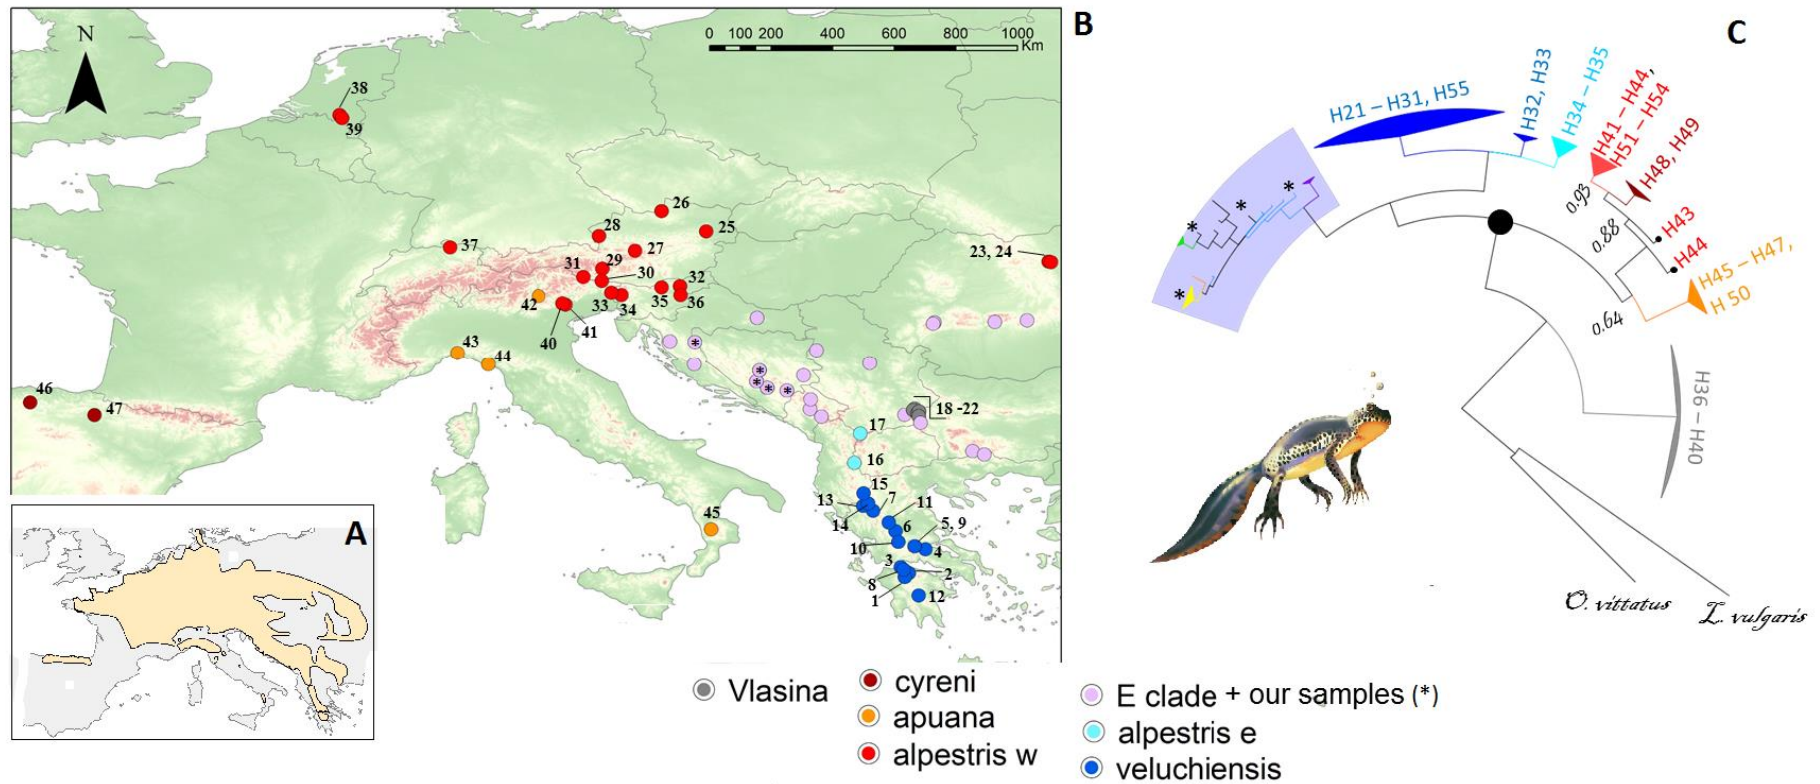 N
0 100 200 400 600 800 1000
Km
B
C
38
39
26
25
28
27
37
23, 24
29
31
30
32
33
34
35
36
42
40
41
43
44
46
47
45
18 -22
17
16
15
13
7
14
11
6
5, 9
10
4
3
2
8
1
12
*
*
*
*
*
A
H21 – H31, H55
H32, H33
H34 – H35
H41 – H44,
H51 – H54
H48, H49
H43
H44
H45 – H47,
H 50
H36 – H40
0.93
0.88
0.64
*
*
*
*
O. vittatus
L. vulgaris
Vlasina
cyreni
apuana
alpestris w
E clade + our samples (*)
alpestris e
veluchiensis